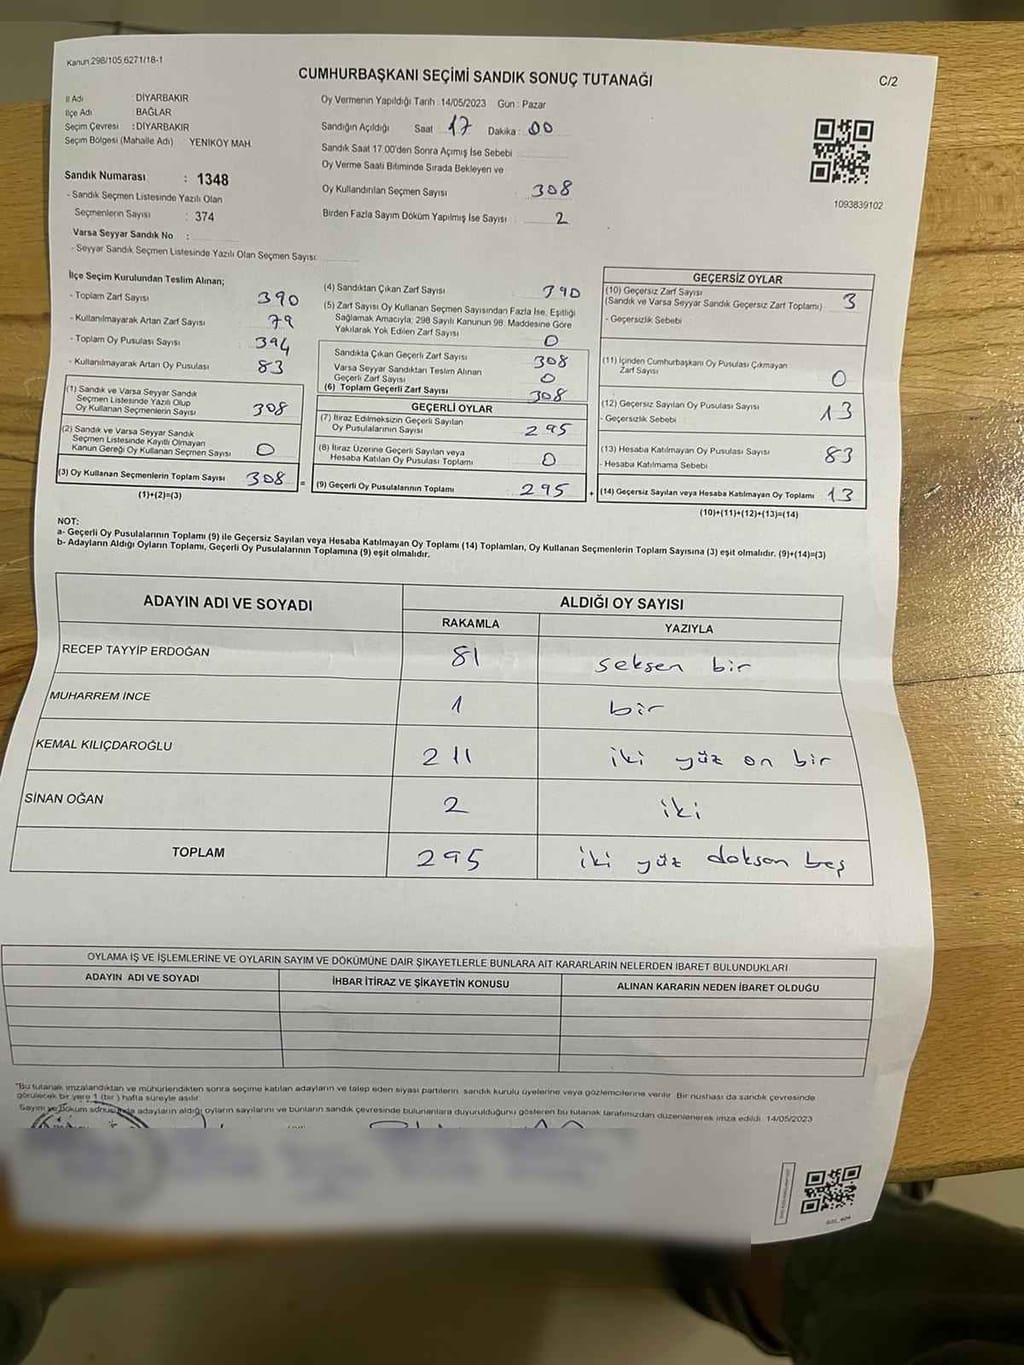 Kanun 298/105,6271/18-1
CUMHURBAŞKANI SEÇİMİ SANDIK SONUÇ TUTANAĞI
C/2
İl Adı : DİYARBAKIR
İlçe Adı : BAĞLAR
Seçim Çevresi : DİYARBAKIR
Seçim Bölgesi (Mahalle Adı) YENİKÖY MAH.
Oy Vermenin Yapıldığı Tarih : 14/05/2023 Gün : Pazar
Sandığın Açıldığı Saat : 17 Dakika : 00
Sandık Saat 17.00'den Sonra Açımış İse Sebebi
Oy Verme Saati Bitiminde Sırada Bekleyen ve
Oy Kullandırılan Seçmen Sayısı 308
Birden Fazla Sayım Döküm Yapılmış İse Sayısı : 2
1093839102
Sandık Numarası : 1348
- Sandık Seçmen Listesinde Yazılı Olan
Seçmenlerin Sayısı : 374
Varsa Seyyar Sandık No :
- Seyyar Sandık Seçmen Listesinde Yazılı Olan Seçmen Sayısı:
İlçe Seçim Kurulundan Teslim Alınan;
- Toplam Zarf Sayısı 390
- Kullanılmayarak Artan Zarf Sayısı 79
- Toplam Oy Pusulası Sayısı 394
- Kullanılmayarak Artan Oy Pusulası 83
(1) Sandık ve Varsa Seyyar Sandık
Seçmen Listesinde Yazılı Olup
Oy Kullanan Seçmenlerin Sayısı 308
(2) Sandık ve Varsa Seyyar Sandık
Seçmen Listesinde Kayıtlı Olmayan
Kanun Gereği Oy Kullanan Seçmen Sayısı 0
(3) Oy Kullanan Seçmenlerin Toplam Sayısı 308 =
(1)+(2)=(3)
(4) Sandıktan Çıkan Zarf Sayısı 390
(5) Zarf Sayısı Oy Kullanan Seçmen Sayısından Fazla İse, Eşitliği
Sağlamak Amacıyla, 298 Sayılı Kanunun 98. Maddesine Göre
Yakılarak Yok Edilen Zarf Sayısı 0
Sandıkta Çıkan Geçerli Zarf Sayısı 308
Varsa Seyyar Sandıktan Teslim Alınan
Geçerli Zarf Sayısı 0
(6) Toplam Geçerli Zarf Sayısı 308
GEÇERLİ OYLAR
(7) İtiraz Edilmeksizin Geçerli Sayılan
Oy Pusulalarının Sayısı 295
(8) İtiraz Üzerine Geçerli Sayılan veya
Hesaba Katılan Oy Pusulası Toplamı 0
(9) Geçerli Oy Pusulalarının Toplamı 295 +
GEÇERSİZ OYLAR
(10) Geçersiz Zarf Sayısı
(Sandık ve Varsa Seyyar Sandık Geçersiz Zarf Toplamı) 3
- Geçersizlik Sebebi
(11) İçinden Cumhurbaşkanı Oy Pusulası Çıkmayan
Zarf Sayısı 0
(12) Geçersiz Sayılan Oy Pusulası Sayısı 13
- Geçersizlik Sebebi
(13) Hesaba Katılmayan Oy Pusulası Sayısı 83
- Hesaba Katılmama Sebebi
(14) Geçersiz Sayılan veya Hesaba Katılmayan Oy Toplamı 13
(10)+(11)+(12)+(13)=(14)
NOT:
a- Geçerli Oy Pusulalarının Toplamı (9) ile Geçersiz Sayılan veya Hesaba Katılmayan Oy Toplamı (14) Toplamları, Oy Kullanan Seçmenlerin Toplam Sayısına (3) eşit olmalıdır. (9)+(14)=(3)
b- Adayların Aldığı Oyların Toplamı, Geçerli Oy Pusulalarının Toplamına (9) eşit olmalıdır.
ADAYIN ADI VE SOYADI ALDIĞI OY SAYISI
RAKAMLA YAZIYLA
RECEP TAYYİP ERDOĞAN 81 seksen bir
MUHARREM İNCE 1 bir
KEMAL KILIÇDAROĞLU 211 iki yüz on bir
SİNAN OĞAN 2 iki
TOPLAM 295 iki yüz doksan beş
OYLAMA İŞ VE İŞLEMLERİNE VE OYLARIN SAYIM VE DÖKÜMÜNE DAİR ŞİKAYETLERLE BUNLARA AİT KARARLARIN NELERDEN İBARET BULUNDUKLARI
ADAYIN ADI VE SOYADI İHBAR İTİRAZ VE ŞİKAYETİN KONUSU ALINAN KARARIN NEDEN İBARET OLDUĞU
"Bu tutanak imzalandıktan ve mühürlendikten sonra seçime katılan adayların ve talep eden siyasi partilerin sandık kurulu üyelerine veya gözlemcilerine verilir. Bir nüshası da sandık çevresinde
görülecek bir yere 1 (bir) hafta süreyle asılır.
Sayım ve Döküm sonucunda adayların aldığı oyların sayılarını ve bunların sandık çevresinde bulunanlara duyurulduğunu gösteren bu tutanak tarafımızdan düzenlenerek imza edildi. 14/05/2023